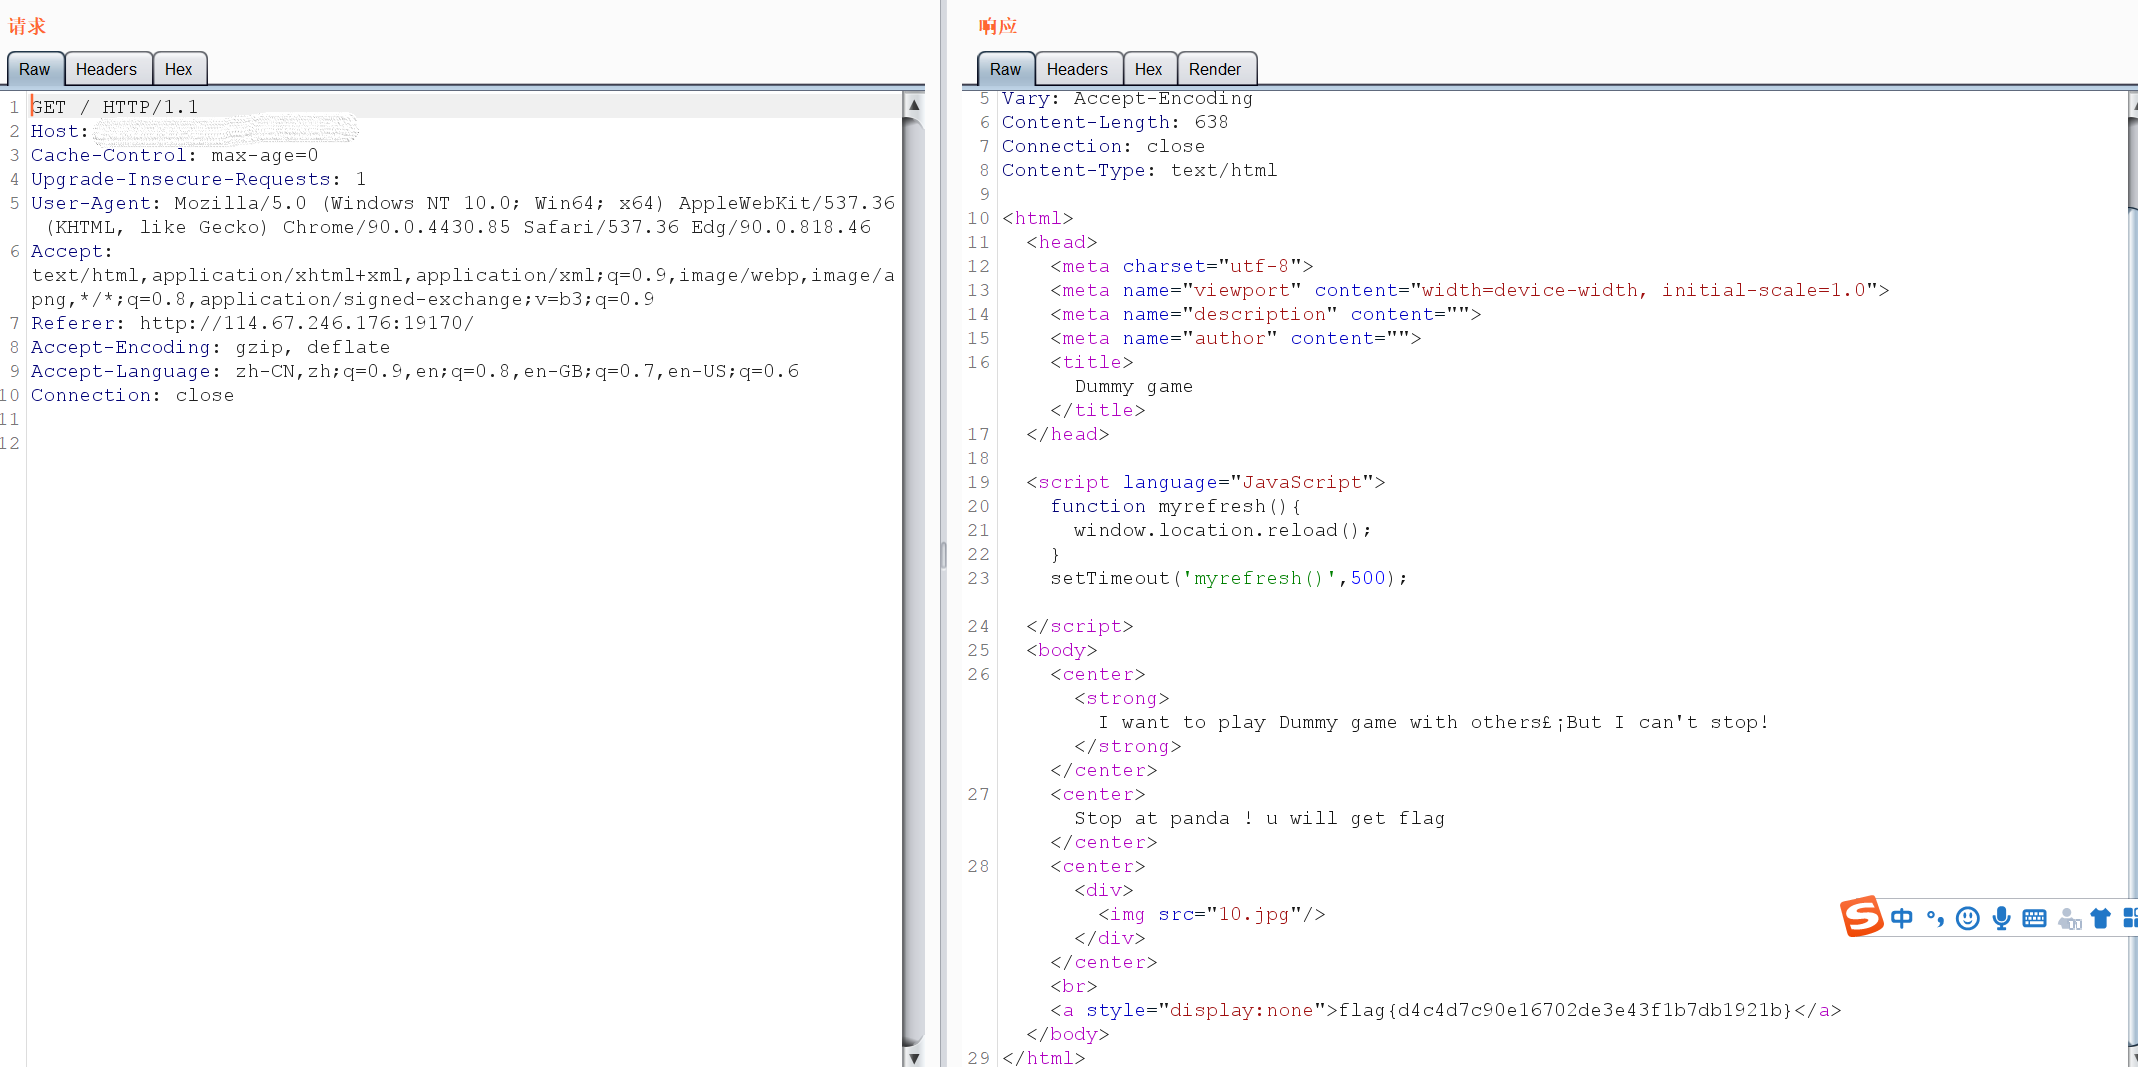 请求
Raw Headers Hex
1 GET / HTTP/1.1
2 Host:
3 Cache-Control: max-age=0
4 Upgrade-Insecure-Requests: 1
5 User-Agent: Mozilla/5.0 (Windows NT 10.0; Win64; x64) AppleWebKit/537.36
(KHTML, like Gecko) Chrome/90.0.4430.85 Safari/537.36 Edg/90.0.818.46
6 Accept:
text/html,application/xhtml+xml,application/xml;q=0.9,image/webp,image/a
png,*/*;q=0.8,application/signed-exchange;v=b3;q=0.9
7 Referer: http://114.67.246.176:19170/
8 Accept-Encoding: gzip, deflate
9 Accept-Language: zh-CN,zh;q=0.9,en;q=0.8,en-GB;q=0.7,en-US;q=0.6
10 Connection: close
11
12
响应
Raw Headers Hex Render
5 Vary: Accept-Encoding
6 Content-Length: 638
7 Connection: close
8 Content-Type: text/html
9
10 <html>
11 <head>
12 <meta charset="utf-8">
13 <meta name="viewport" content="width=device-width, initial-scale=1.0">
14 <meta name="description" content="">
15 <meta name="author" content="">
16 <title>
Dummy game
</title>
17 </head>
18
19 <script language="JavaScript">
20 function myrefresh(){
21 window.location.reload();
22 }
23 setTimeout('myrefresh()',500);
24 </script>
25 <body>
26 <center>
<strong>
I want to play Dummy game with others£¡But I can't stop!
</strong>
</center>
27 <center>
Stop at panda ! u will get flag
</center>
28 <center>
<div>
<img src="10.jpg"/>
</div>
</center>
<br>
<a style="display:none">flag{d4c4d7c90e16702de3e43f1b7db1921b}</a>
</body>
29 </html>
S 中 °,